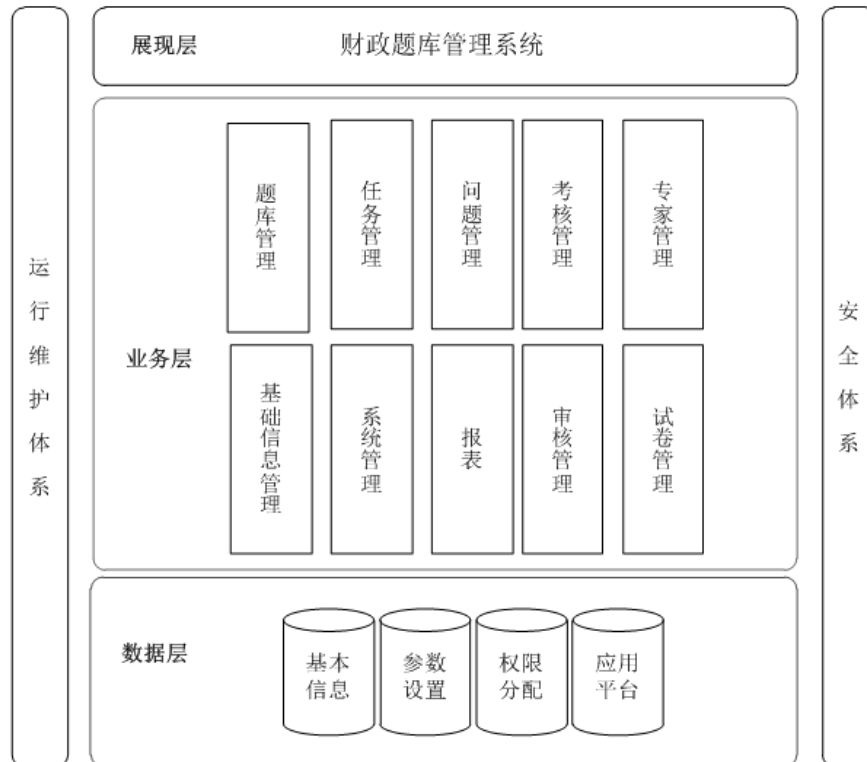 展现层 财政题库管理系统
运行维护体系
业务层
题库管理
任务管理
问题管理
考核管理
专家管理
基础信息管理
系统管理
报表
审核管理
试卷管理
安全体系
数据层
基本
信息
参数
设置
权限
分配
应用
平台